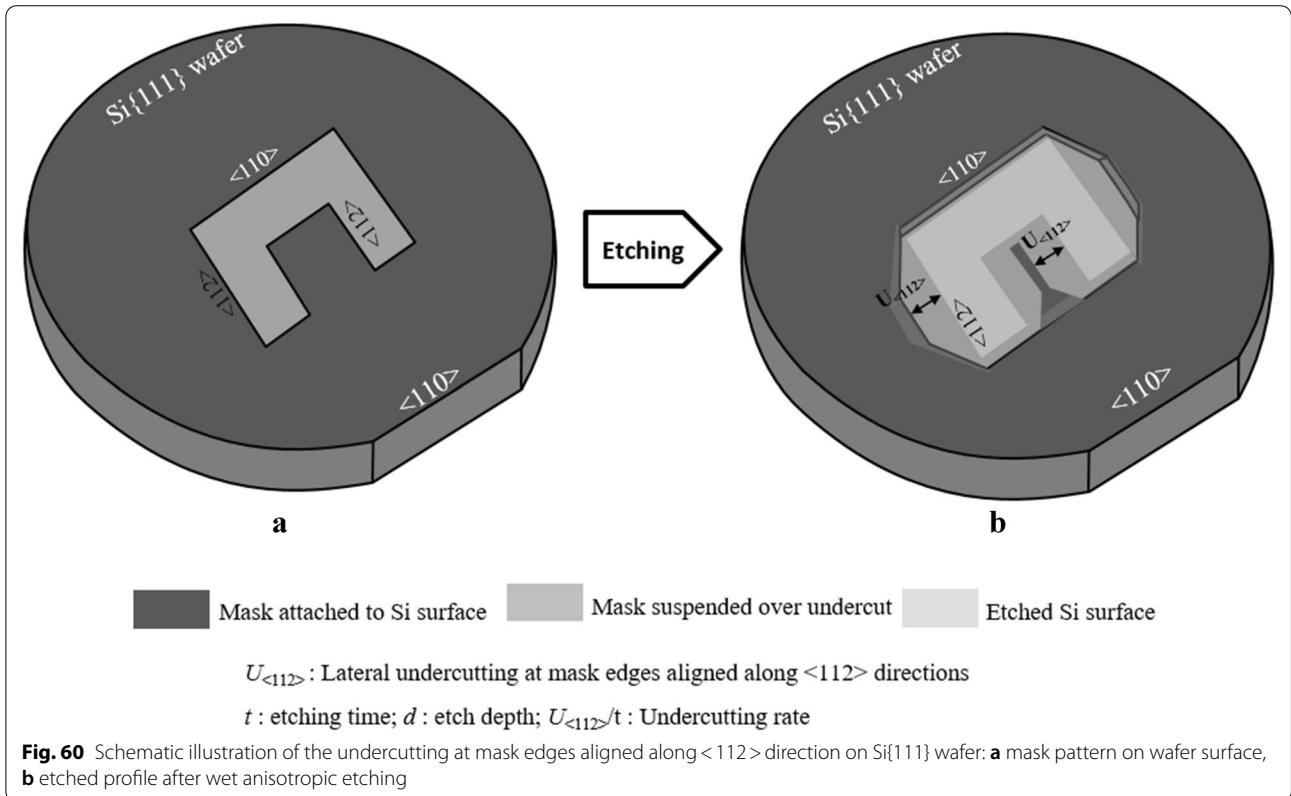 Si{111} wafer
<110>
<112>
<112>
<110>
a
Etching
Si{111} wafer
<110>
U<112>
U<112>
<112>
<110>
b
Mask attached to Si surface
Mask suspended over undercut
Etched Si surface
U<112> : Lateral undercutting at mask edges aligned along <112> directions
t : etching time; d : etch depth; U<112>/t : Undercutting rate
Fig. 60 Schematic illustration of the undercutting at mask edges aligned along < 112 > direction on Si{111} wafer: a mask pattern on wafer surface,
b etched profile after wet anisotropic etching